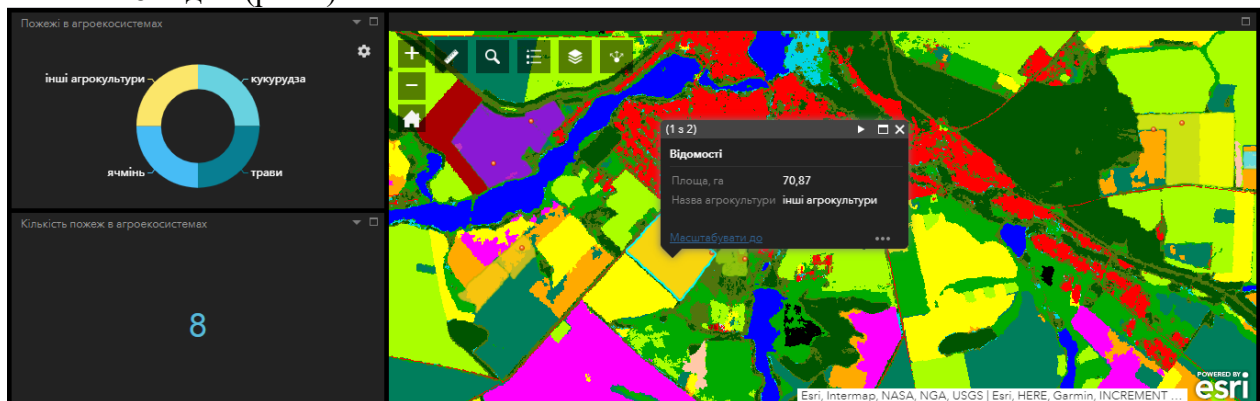 Пожежі в агроекосистемах
інші агрокультури
кукурудза
ячмінь
трави
Кількість пожеж в агроекосистемах
8
(1 з 2)
Відомості
Площа, га 70,87
Назва агрокультури інші агрокультури
Масштабувати до
Esri, Intermap, NASA, NGA, USGS | Esri, HERE, Garmin, INCREMENT ...
POWERED BY
esri